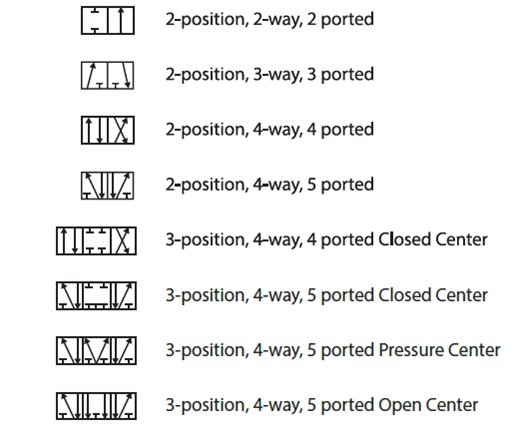 2-position, 2-way, 2 ported
2-position, 3-way, 3 ported
2-position, 4-way, 4 ported
2-position, 4-way, 5 ported
3-position, 4-way, 4 ported Closed Center
3-position, 4-way, 5 ported Closed Center
3-position, 4-way, 5 ported Pressure Center
3-position, 4-way, 5 ported Open Center